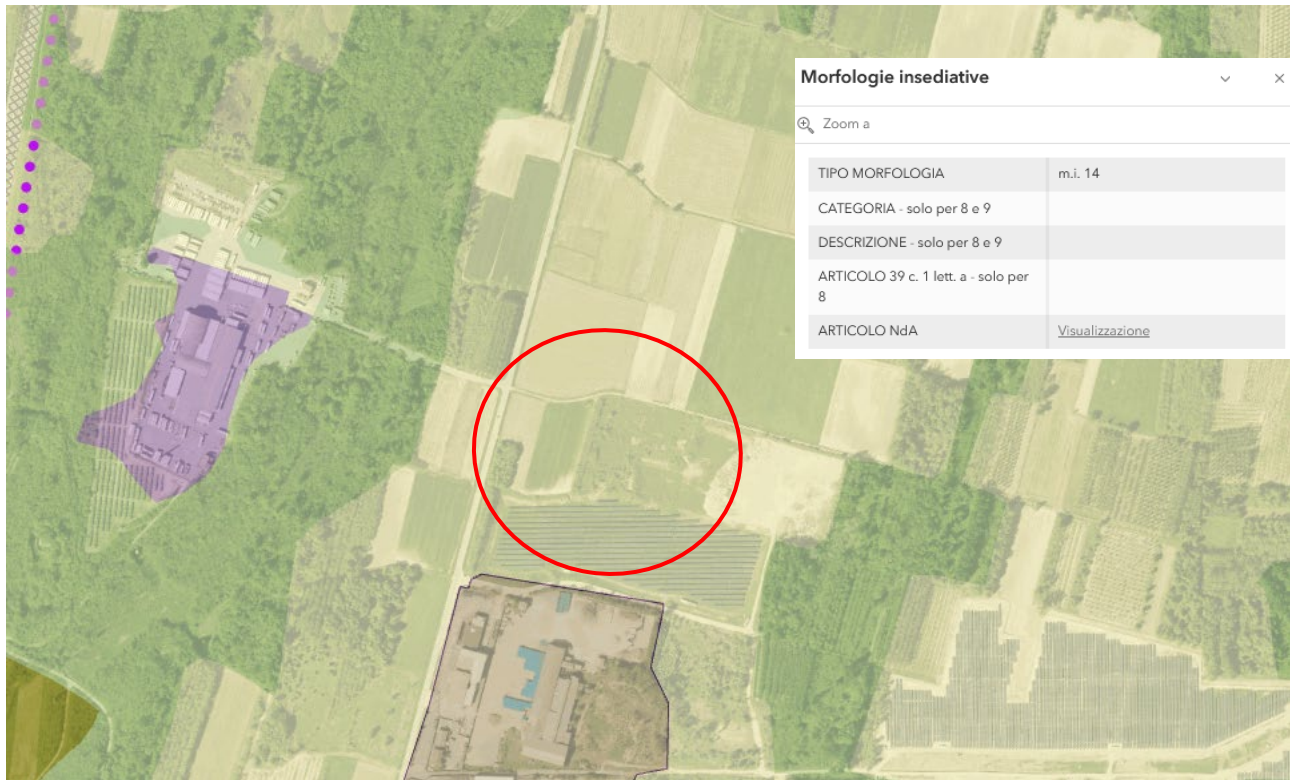 Morfologie insediative
Zoom a
TIPO MORFOLOGIA m.i. 14
CATEGORIA - solo per 8 e 9
DESCRIZIONE - solo per 8 e 9
ARTICOLO 39 c. 1 lett. a - solo per
8
ARTICOLO NdA Visualizzazione